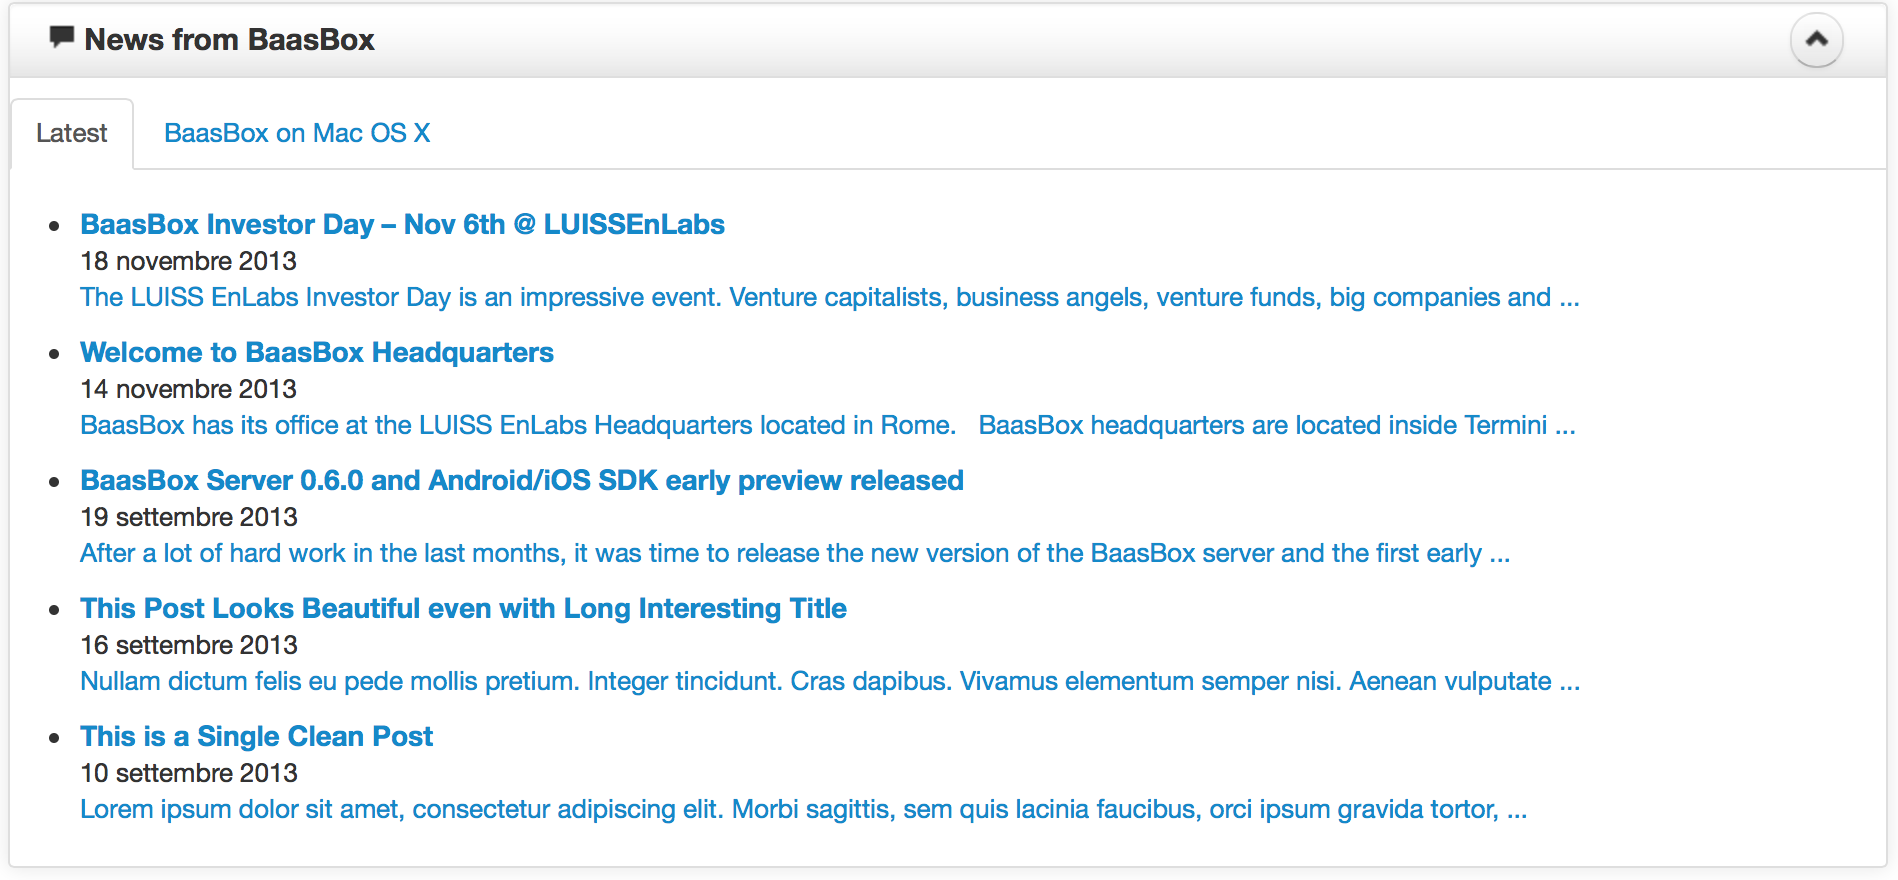 News from BaasBox
Latest
BaasBox on Mac OS X
BaasBox Investor Day – Nov 6th @ LUISSEnLabs
18 novembre 2013
The LUISS EnLabs Investor Day is an impressive event. Venture capitalists, business angels, venture funds, big companies and ...
Welcome to BaasBox Headquarters
14 novembre 2013
BaasBox has its office at the LUISS EnLabs Headquarters located in Rome.   BaasBox headquarters are located inside Termini ...
BaasBox Server 0.6.0 and Android/iOS SDK early preview released
19 settembre 2013
After a lot of hard work in the last months, it was time to release the new version of the BaasBox server and the first early ...
This Post Looks Beautiful even with Long Interesting Title
16 settembre 2013
Nullam dictum felis eu pede mollis pretium. Integer tincidunt. Cras dapibus. Vivamus elementum semper nisi. Aenean vulputate ...
This is a Single Clean Post
10 settembre 2013
Lorem ipsum dolor sit amet, consectetur adipiscing elit. Morbi sagittis, sem quis lacinia faucibus, orci ipsum gravida tortor, ...